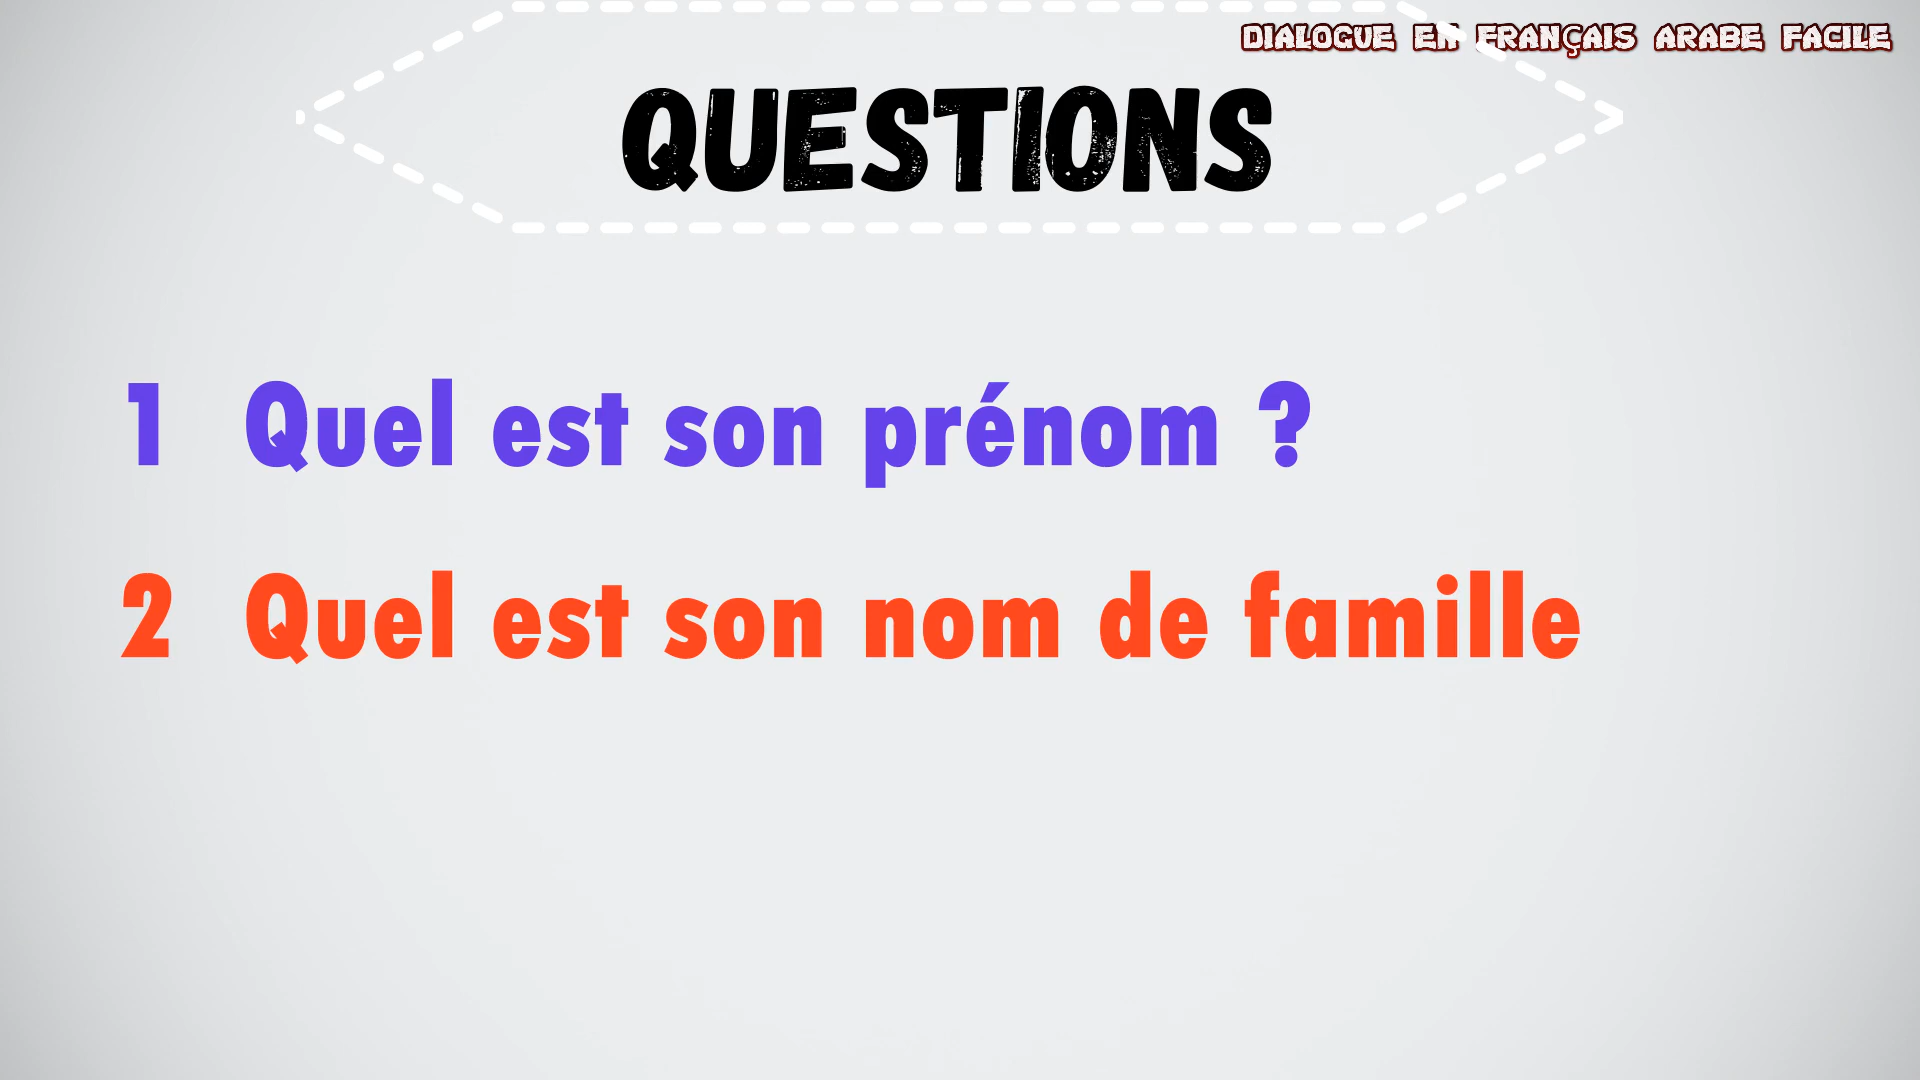 DIALOGUE EN FRANÇAIS ARABE FACILE
QUESTIONS
1 Quel est son prénom ?
2 Quel est son nom de famille